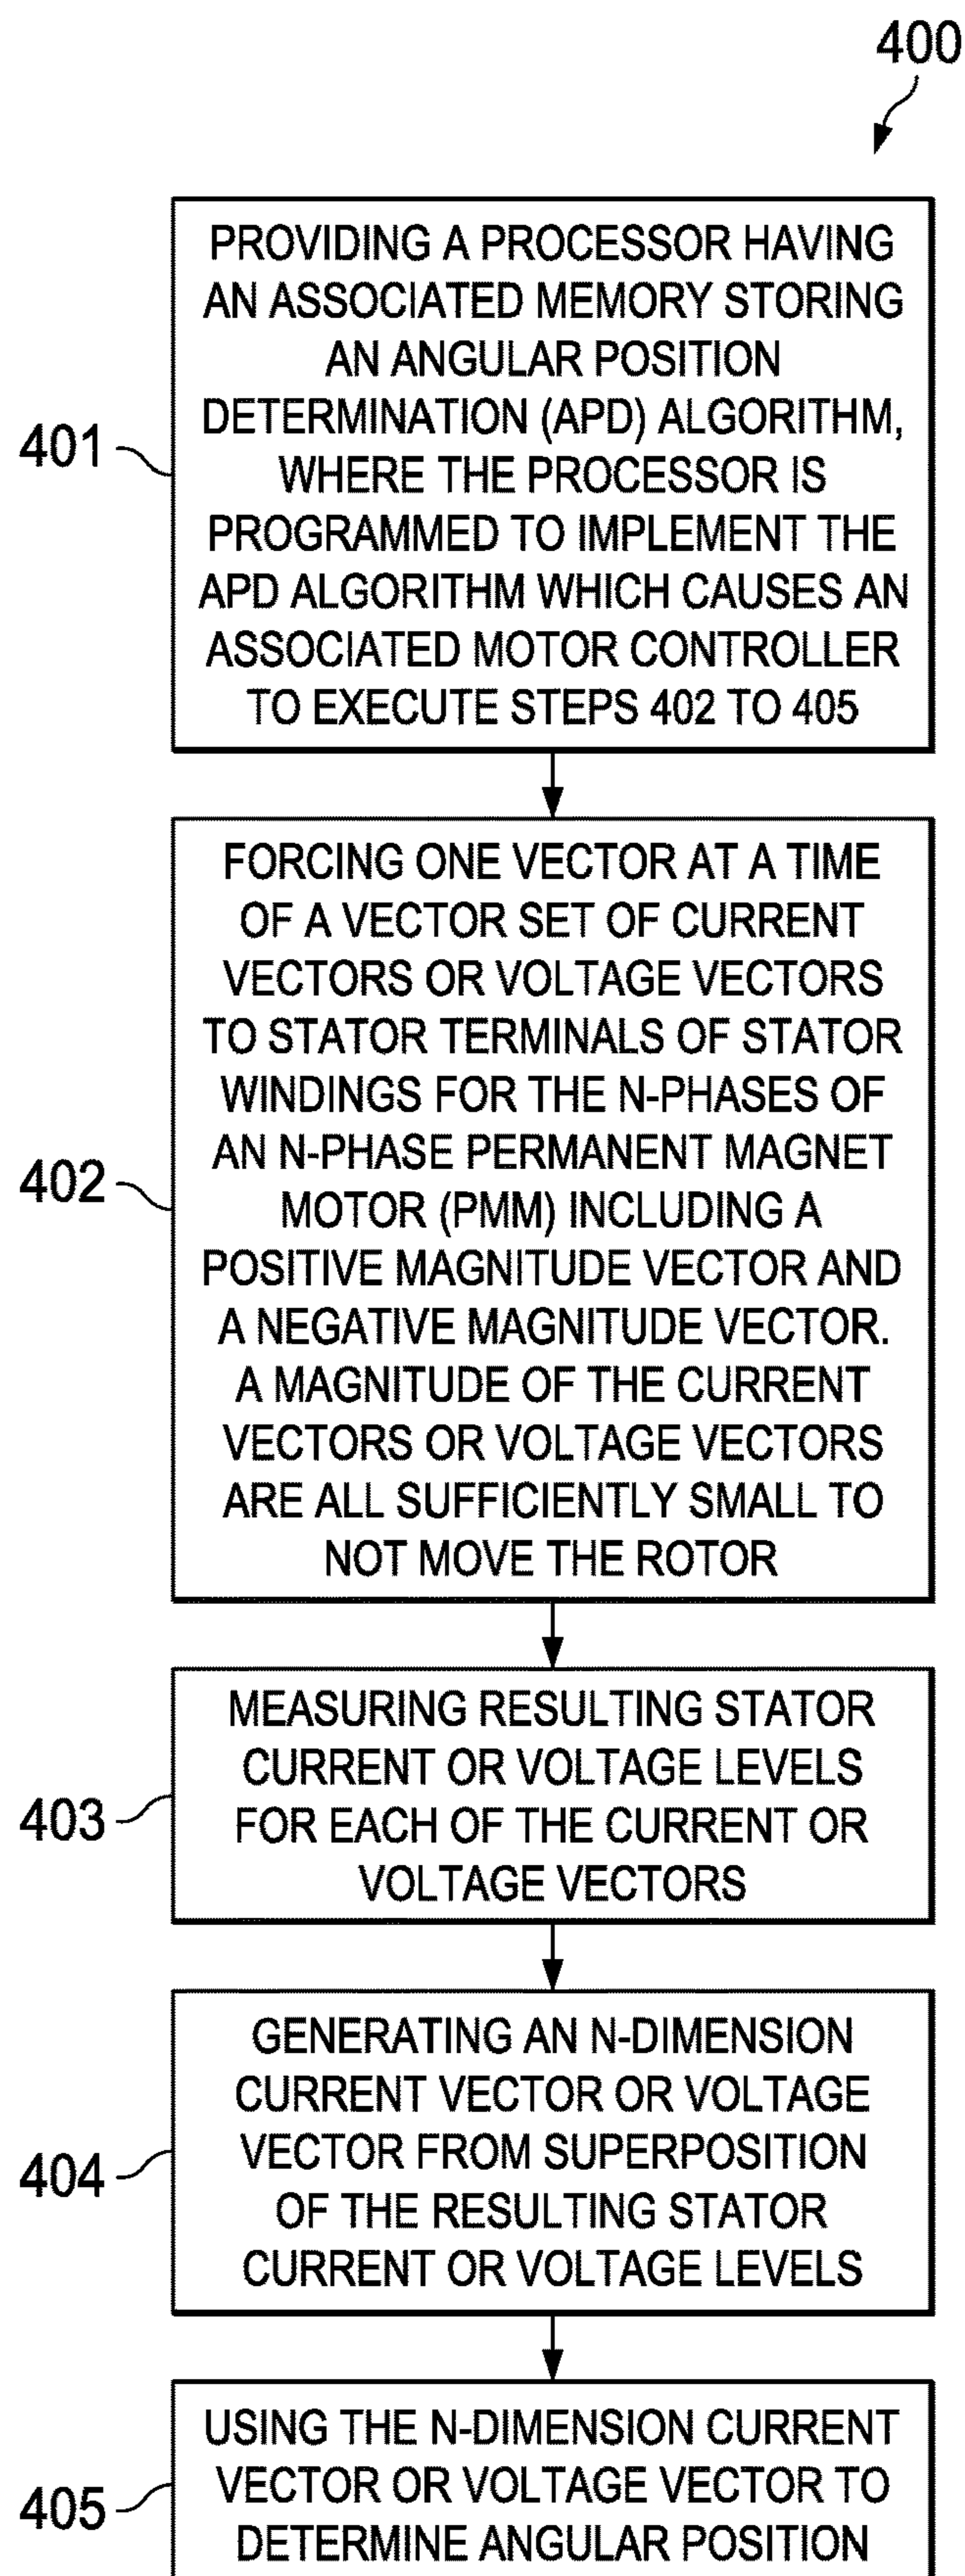 400
PROVIDING A PROCESSOR HAVING
AN ASSOCIATED MEMORY STORING
AN ANGULAR POSITION
DETERMINATION (APD) ALGORITHM,
WHERE THE PROCESSOR IS
PROGRAMMED TO IMPLEMENT THE
APD ALGORITHM WHICH CAUSES AN
ASSOCIATED MOTOR CONTROLLER
TO EXECUTE STEPS 402 TO 405
401
FORCING ONE VECTOR AT A TIME
OF A VECTOR SET OF CURRENT
VECTORS OR VOLTAGE VECTORS
TO STATOR TERMINALS OF STATOR
WINDINGS FOR THE N-PHASES OF
AN N-PHASE PERMANENT MAGNET
MOTOR (PMM) INCLUDING A
POSITIVE MAGNITUDE VECTOR AND
A NEGATIVE MAGNITUDE VECTOR.
A MAGNITUDE OF THE CURRENT
VECTORS OR VOLTAGE VECTORS
ARE ALL SUFFICIENTLY SMALL TO
NOT MOVE THE ROTOR
402
MEASURING RESULTING STATOR
CURRENT OR VOLTAGE LEVELS
FOR EACH OF THE CURRENT OR
VOLTAGE VECTORS
403
GENERATING AN N-DIMENSION
CURRENT VECTOR OR VOLTAGE
VECTOR FROM SUPERPOSITION
OF THE RESULTING STATOR
CURRENT OR VOLTAGE LEVELS
404
USING THE N-DIMENSION CURRENT
VECTOR OR VOLTAGE VECTOR TO
DETERMINE ANGULAR POSITION
405